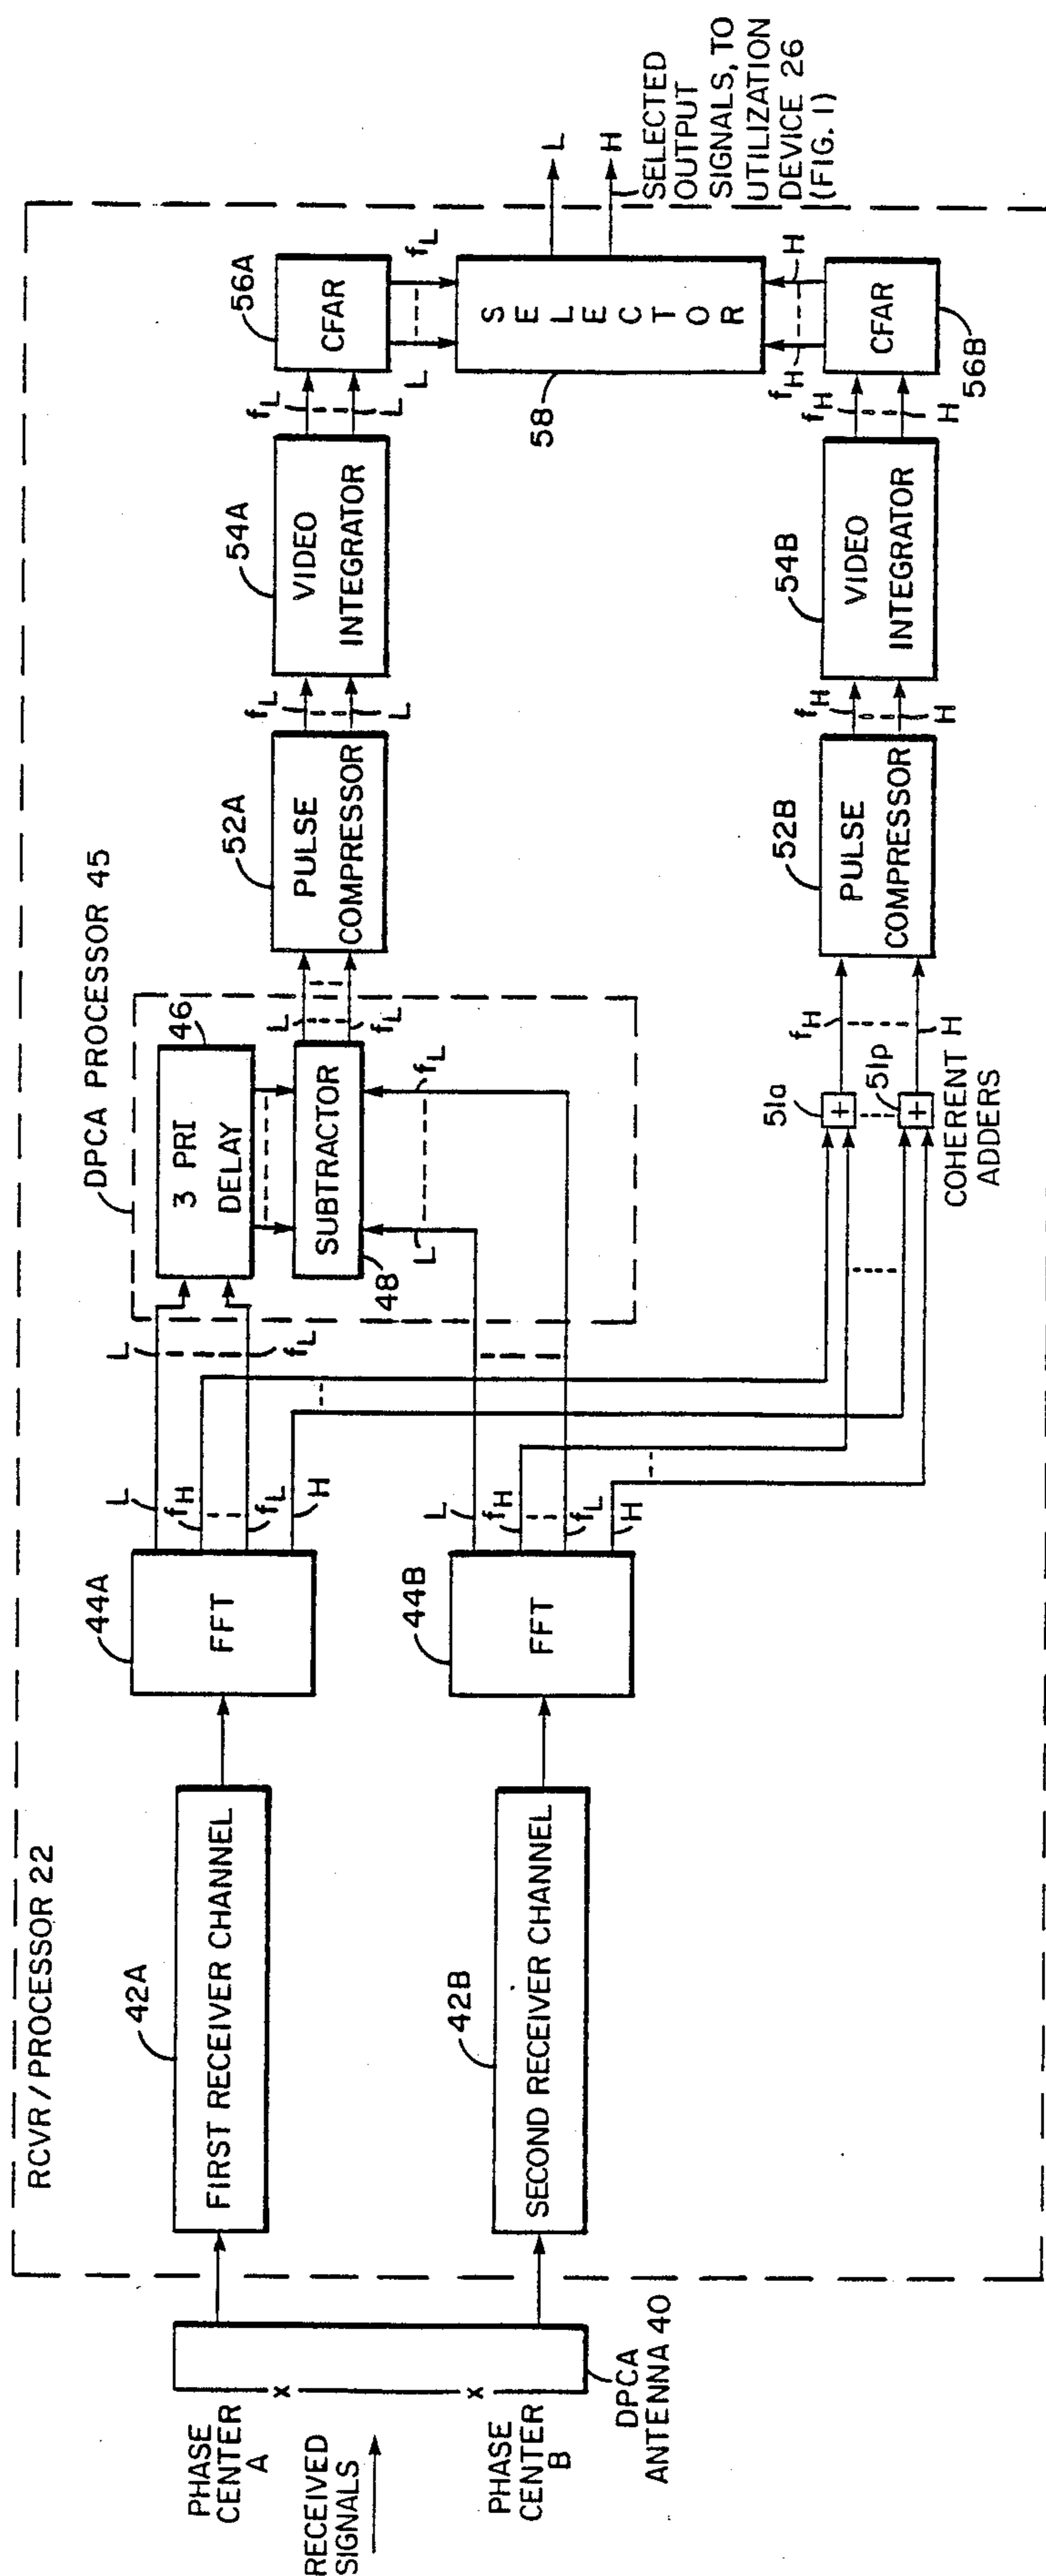 RCVR / PROCESSOR 22
PHASE
CENTER
A
RECEIVED
SIGNALS
PHASE
CENTER
B
DPCA
ANTENNA 40
42A
FIRST RECEIVER CHANNEL
42B
SECOND RECEIVER CHANNEL
44A
FFT
L
fH
fL
H
44B
FFT
L
fH
fL
H
L
fL
DPCA PROCESSOR 45
46
3 PRI
DELAY
SUBTRACTOR
48
L
fL
L
fL
51a
+
51p
+
COHERENT
ADDERS
fH
H
52A
PULSE
COMPRESSOR
fL
L
52B
PULSE
COMPRESSOR
fH
H
54A
VIDEO
INTEGRATOR
fL
L
54B
VIDEO
INTEGRATOR
fH
H
56A
CFAR
L
fL
SELECTOR
58
fH
H
CFAR
56B
L
H
SELECTED
OUTPUT
SIGNALS, TO
UTILIZATION
DEVICE 26
(FIG. 1)